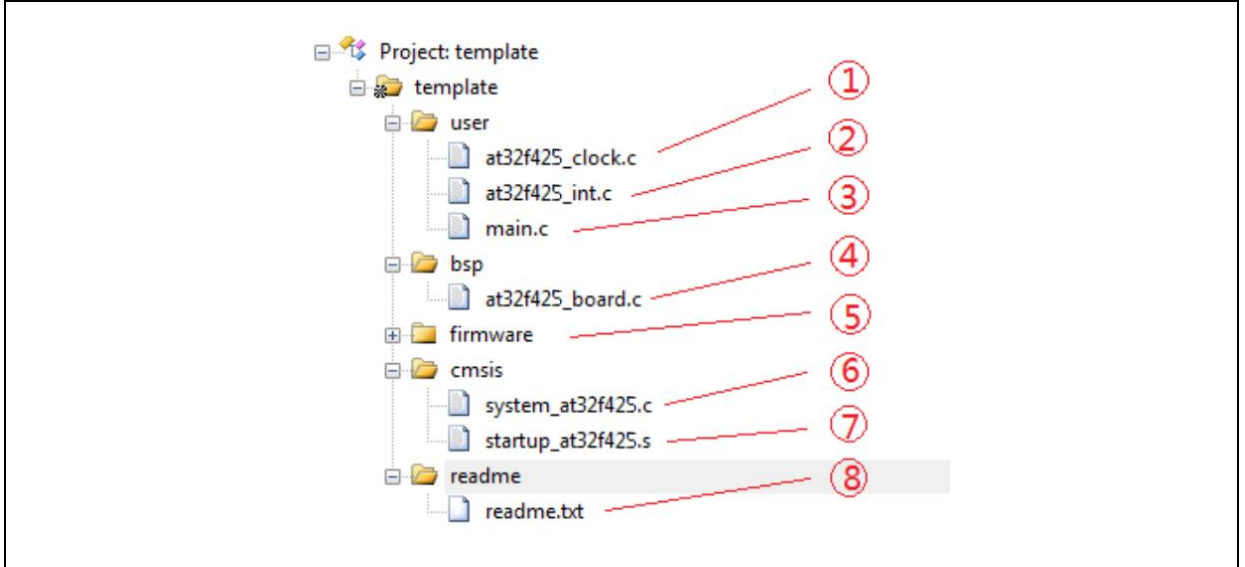 Project: template
template
user
at32f425_clock.c ①
at32f425_int.c ②
main.c ③
bsp
at32f425_board.c ④
firmware ⑤
cmsis
system_at32f425.c ⑥
startup_at32f425.s ⑦
readme
readme.txt ⑧